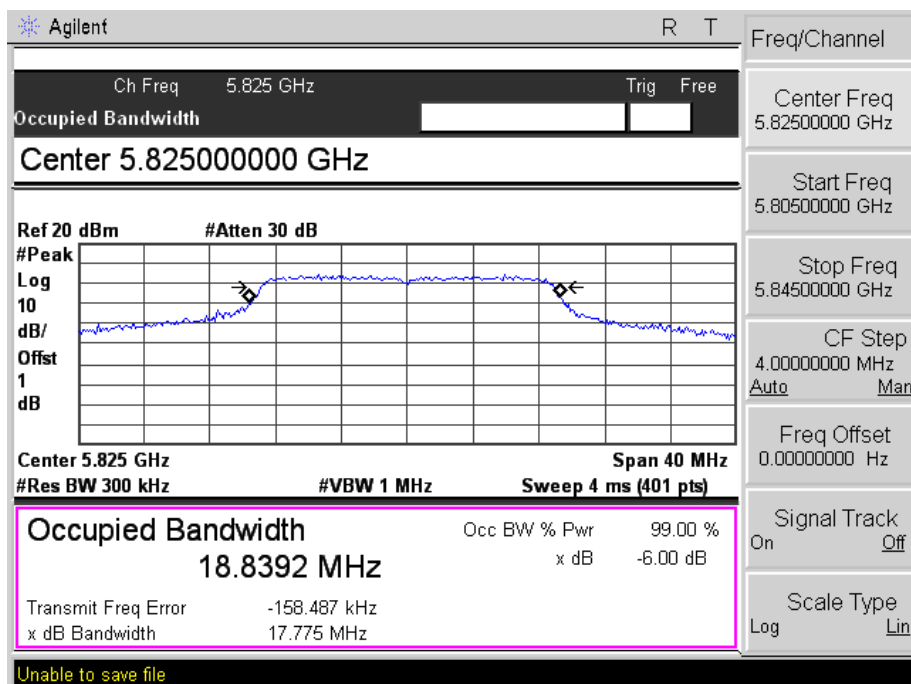 Agilent R T
Ch Freq 5.825 GHz Trig Free
Occupied Bandwidth
Center 5.825000000 GHz
Ref 20 dBm #Atten 30 dB
#Peak
Log
10
dB/
Offst
1
dB
Center 5.825 GHz Span 40 MHz
#Res BW 300 kHz #VBW 1 MHz Sweep 4 ms (401 pts)
Occupied Bandwidth Occ BW % Pwr 99.00 %
18.8392 MHz x dB -6.00 dB
Transmit Freq Error -158.487 kHz
x dB Bandwidth 17.775 MHz
Unable to save file
Freq/Channel
Center Freq
5.82500000 GHz
Start Freq
5.80500000 GHz
Stop Freq
5.84500000 GHz
CF Step
4.00000000 MHz
Auto Man
Freq Offset
0.00000000 Hz
Signal Track
On Off
Scale Type
Log Lin